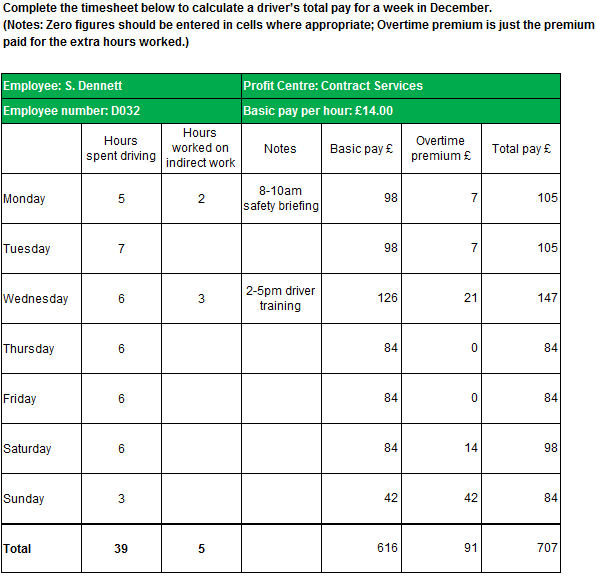 Complete the timesheet below to calculate a driver's total pay for a week in December.
(Notes: Zero figures should be entered in cells where appropriate; Overtime premium is just the premium
paid for the extra hours worked.)
Employee: S. Dennett Profit Centre: Contract Services
Employee number: D032 Basic pay per hour: £14.00
Hours spent driving Hours worked on indirect work Notes Basic pay £ Overtime premium £ Total pay £
Monday 5 2 8-10am safety briefing 98 7 105
Tuesday 7 98 7 105
Wednesday 6 3 2-5pm driver training 126 21 147
Thursday 6 84 0 84
Friday 6 84 0 84
Saturday 6 84 14 98
Sunday 3 42 42 84
Total 39 5 616 91 707